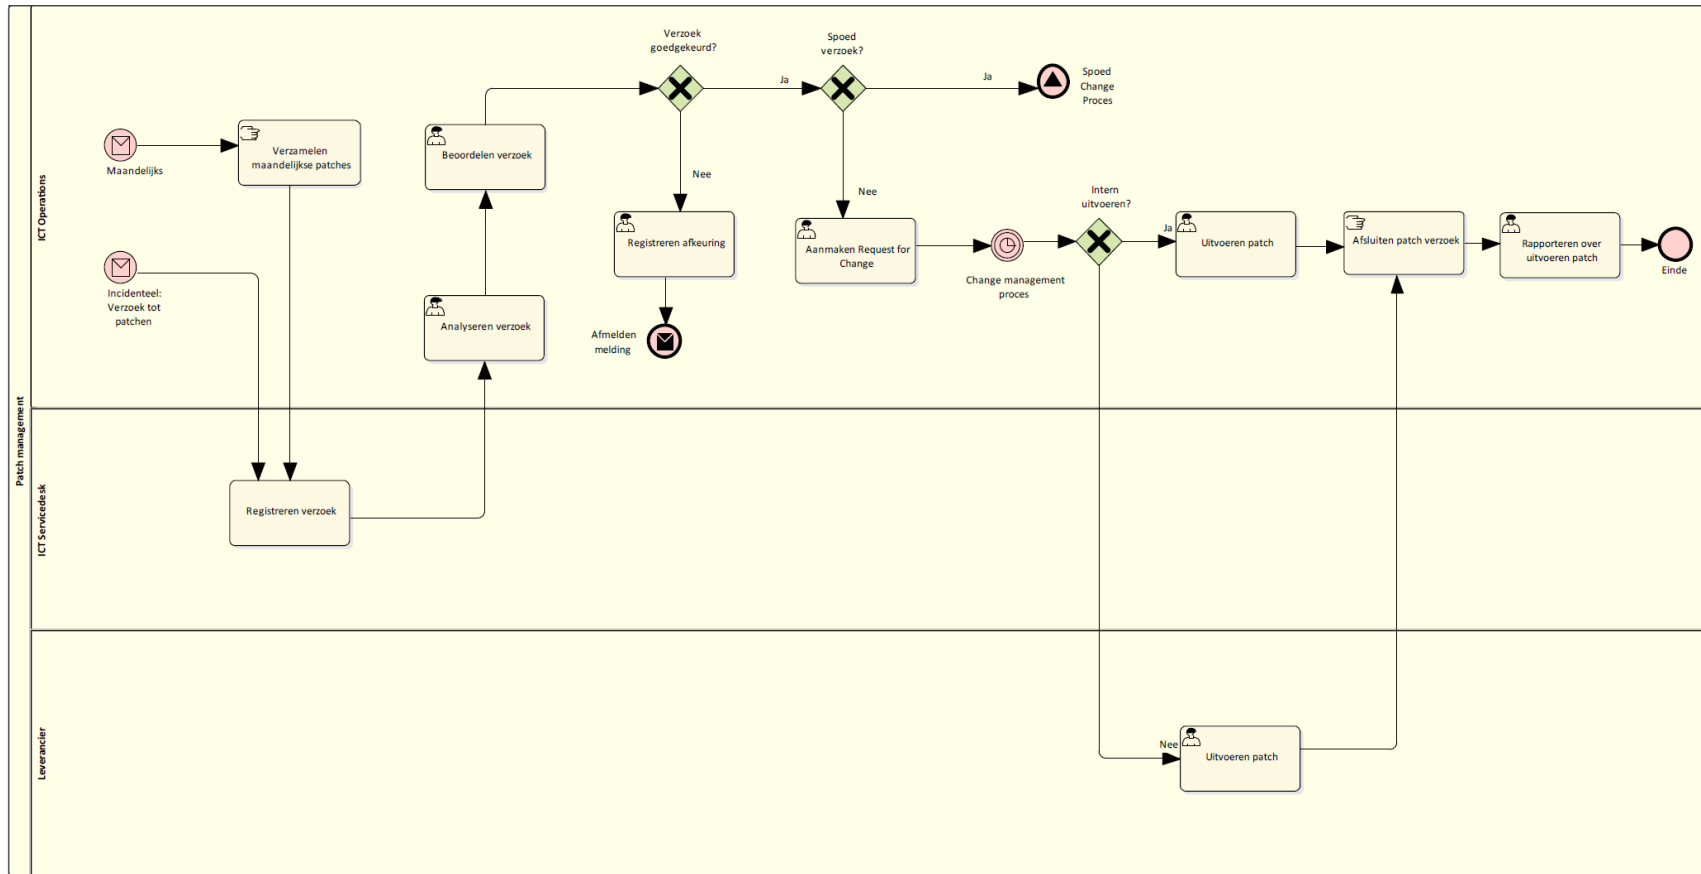 Patch management
ICT Operations
ICT Servicedesk
Leverancier
Maandelijks
Verzamelen
maandelijkse patches
Incidenteel:
Verzoek tot
patchen
Registreren verzoek
Analyseren verzoek
Beoordelen verzoek
Verzoek
goedgekeurd?
Ja
Nee
Registreren afkeuring
Afmelden
melding
Spoed
verzoek?
Ja
Spoed
Change
Proces
Nee
Aanmaken Request for
Change
Change management
proces
Intern
uitvoeren?
Ja
Uitvoeren patch
Nee
Uitvoeren patch
Afsluiten patch verzoek
Rapporteren over
uitvoeren patch
Einde